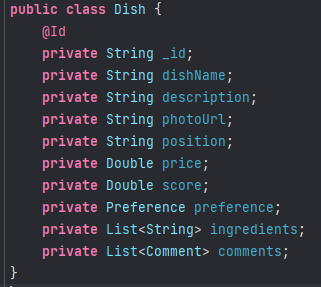 public class Dish {
@Id
private String _id;
private String dishName;
private String description;
private String photoUrl;
private String position;
private Double price;
private Double score;
private Preference preference;
private List<String> ingredients;
private List<Comment> comments;
}